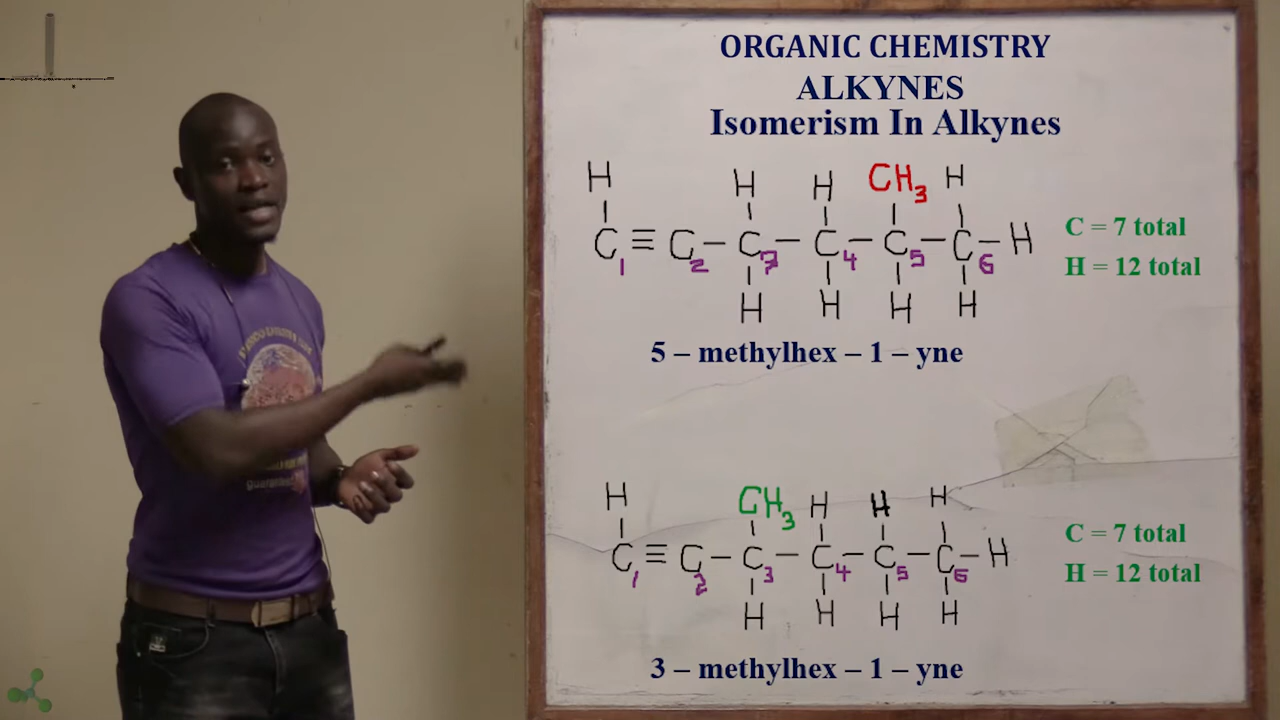 ORGANIC CHEMISTRY
ALKYNES
Isomerism In Alkynes
H H H CH₃ H
C₁ ≡ C₂ – C₇ – C₄ – C₅ – C₆ – H
H H H H
C = 7 total
H = 12 total
5 – methylhex – 1 – yne
H CH₃ H H H
C₁ ≡ C₂ – C₃ – C₄ – C₅ – C₆ – H
H H H H
C = 7 total
H = 12 total
3 – methylhex – 1 – yne